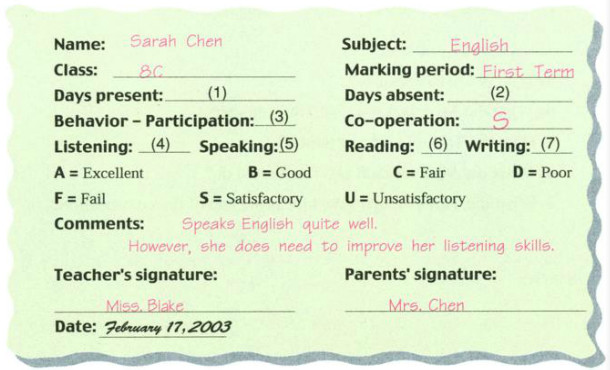 Name: Sarah Chen Subject: English
Class: 8C Marking period: First Term
Days present: (1) Days absent: (2)
Behavior – Participation: (3) Co-operation: S
Listening: (4) Speaking:(5) Reading: (6) Writing: (7)
A = Excellent B = Good C = Fair D = Poor
F = Fail S = Satisfactory U = Unsatisfactory
Comments: Speaks English quite well.
However, she does need to improve her listening skills.
Teacher's signature: Parents' signature:
Miss. Blake Mrs. Chen
Date: February 17, 2003